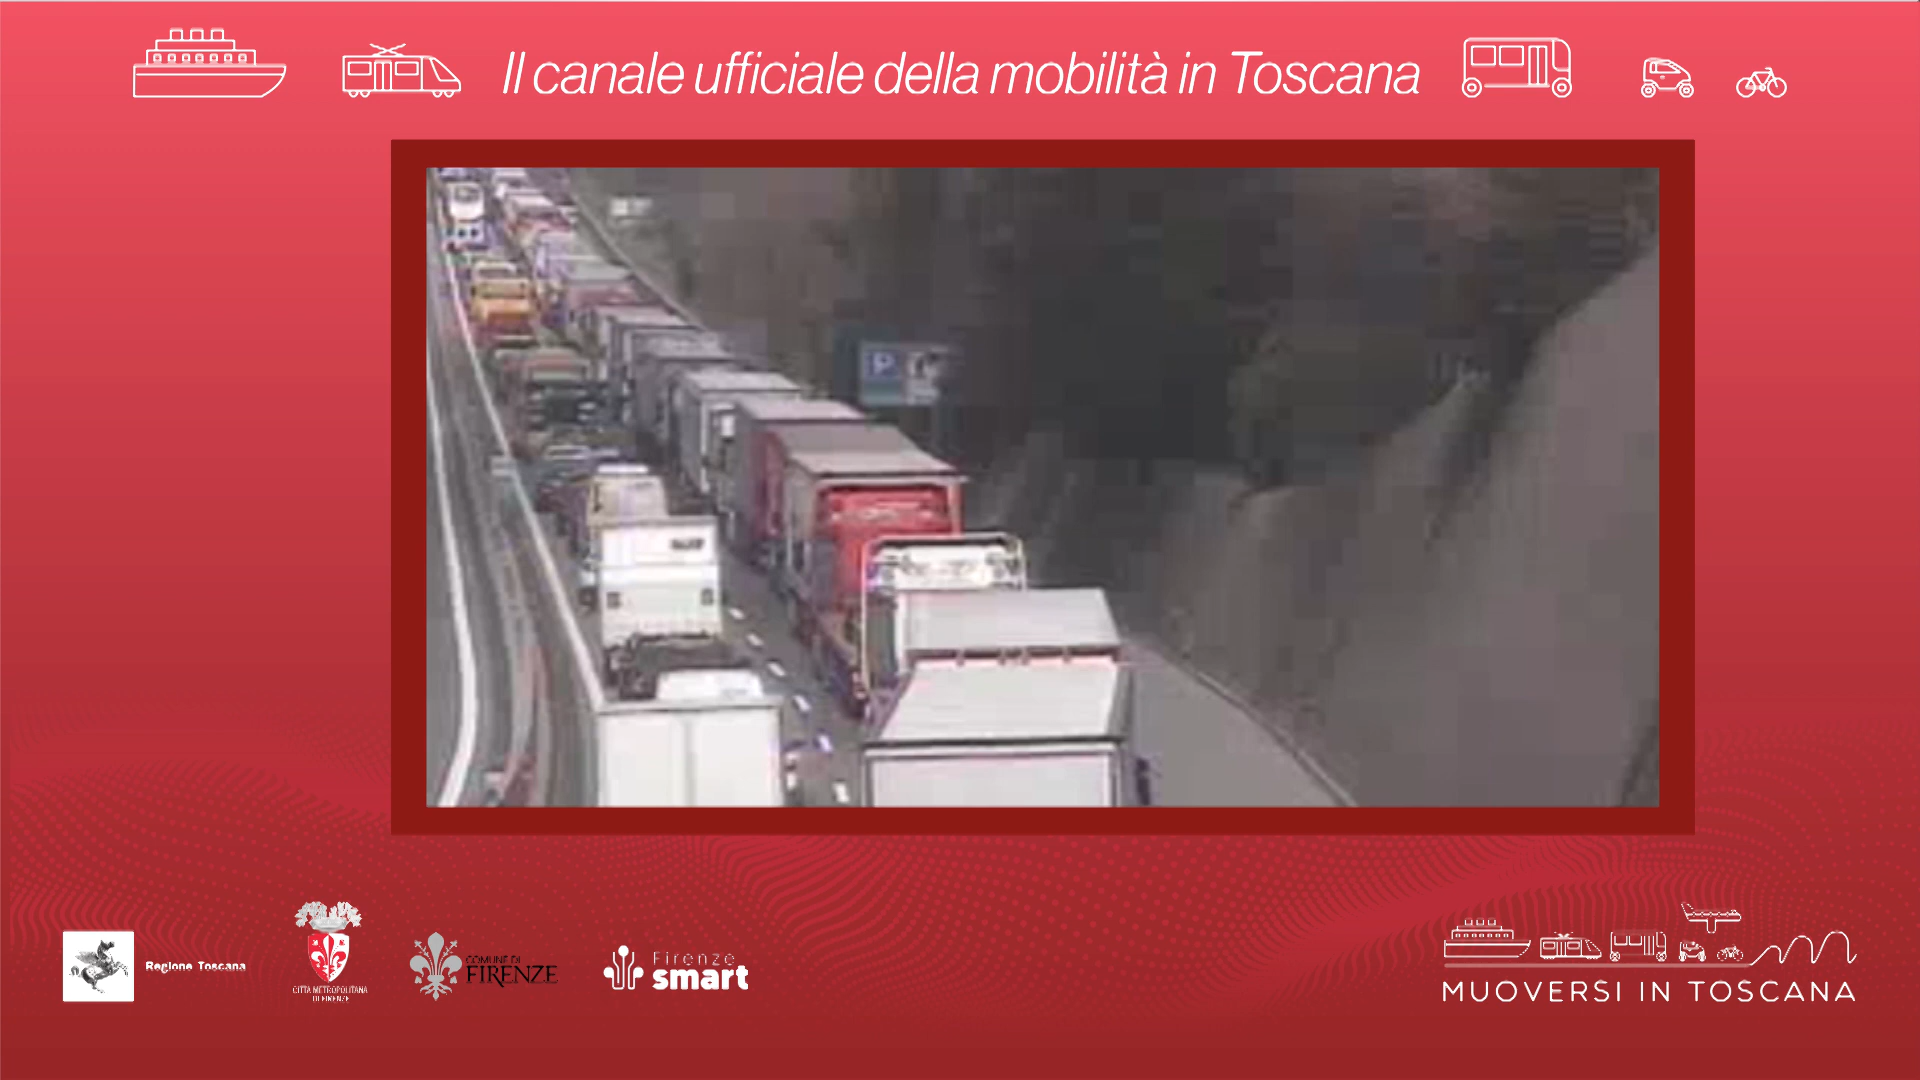 Il canale ufficiale della mobilità in Toscana
P
Regione Toscana
CITTÀ METROPOLITANA
DI FIRENZE
COMUNE DI
FIRENZE
Firenze
smart
MUOVERSI IN TOSCANA